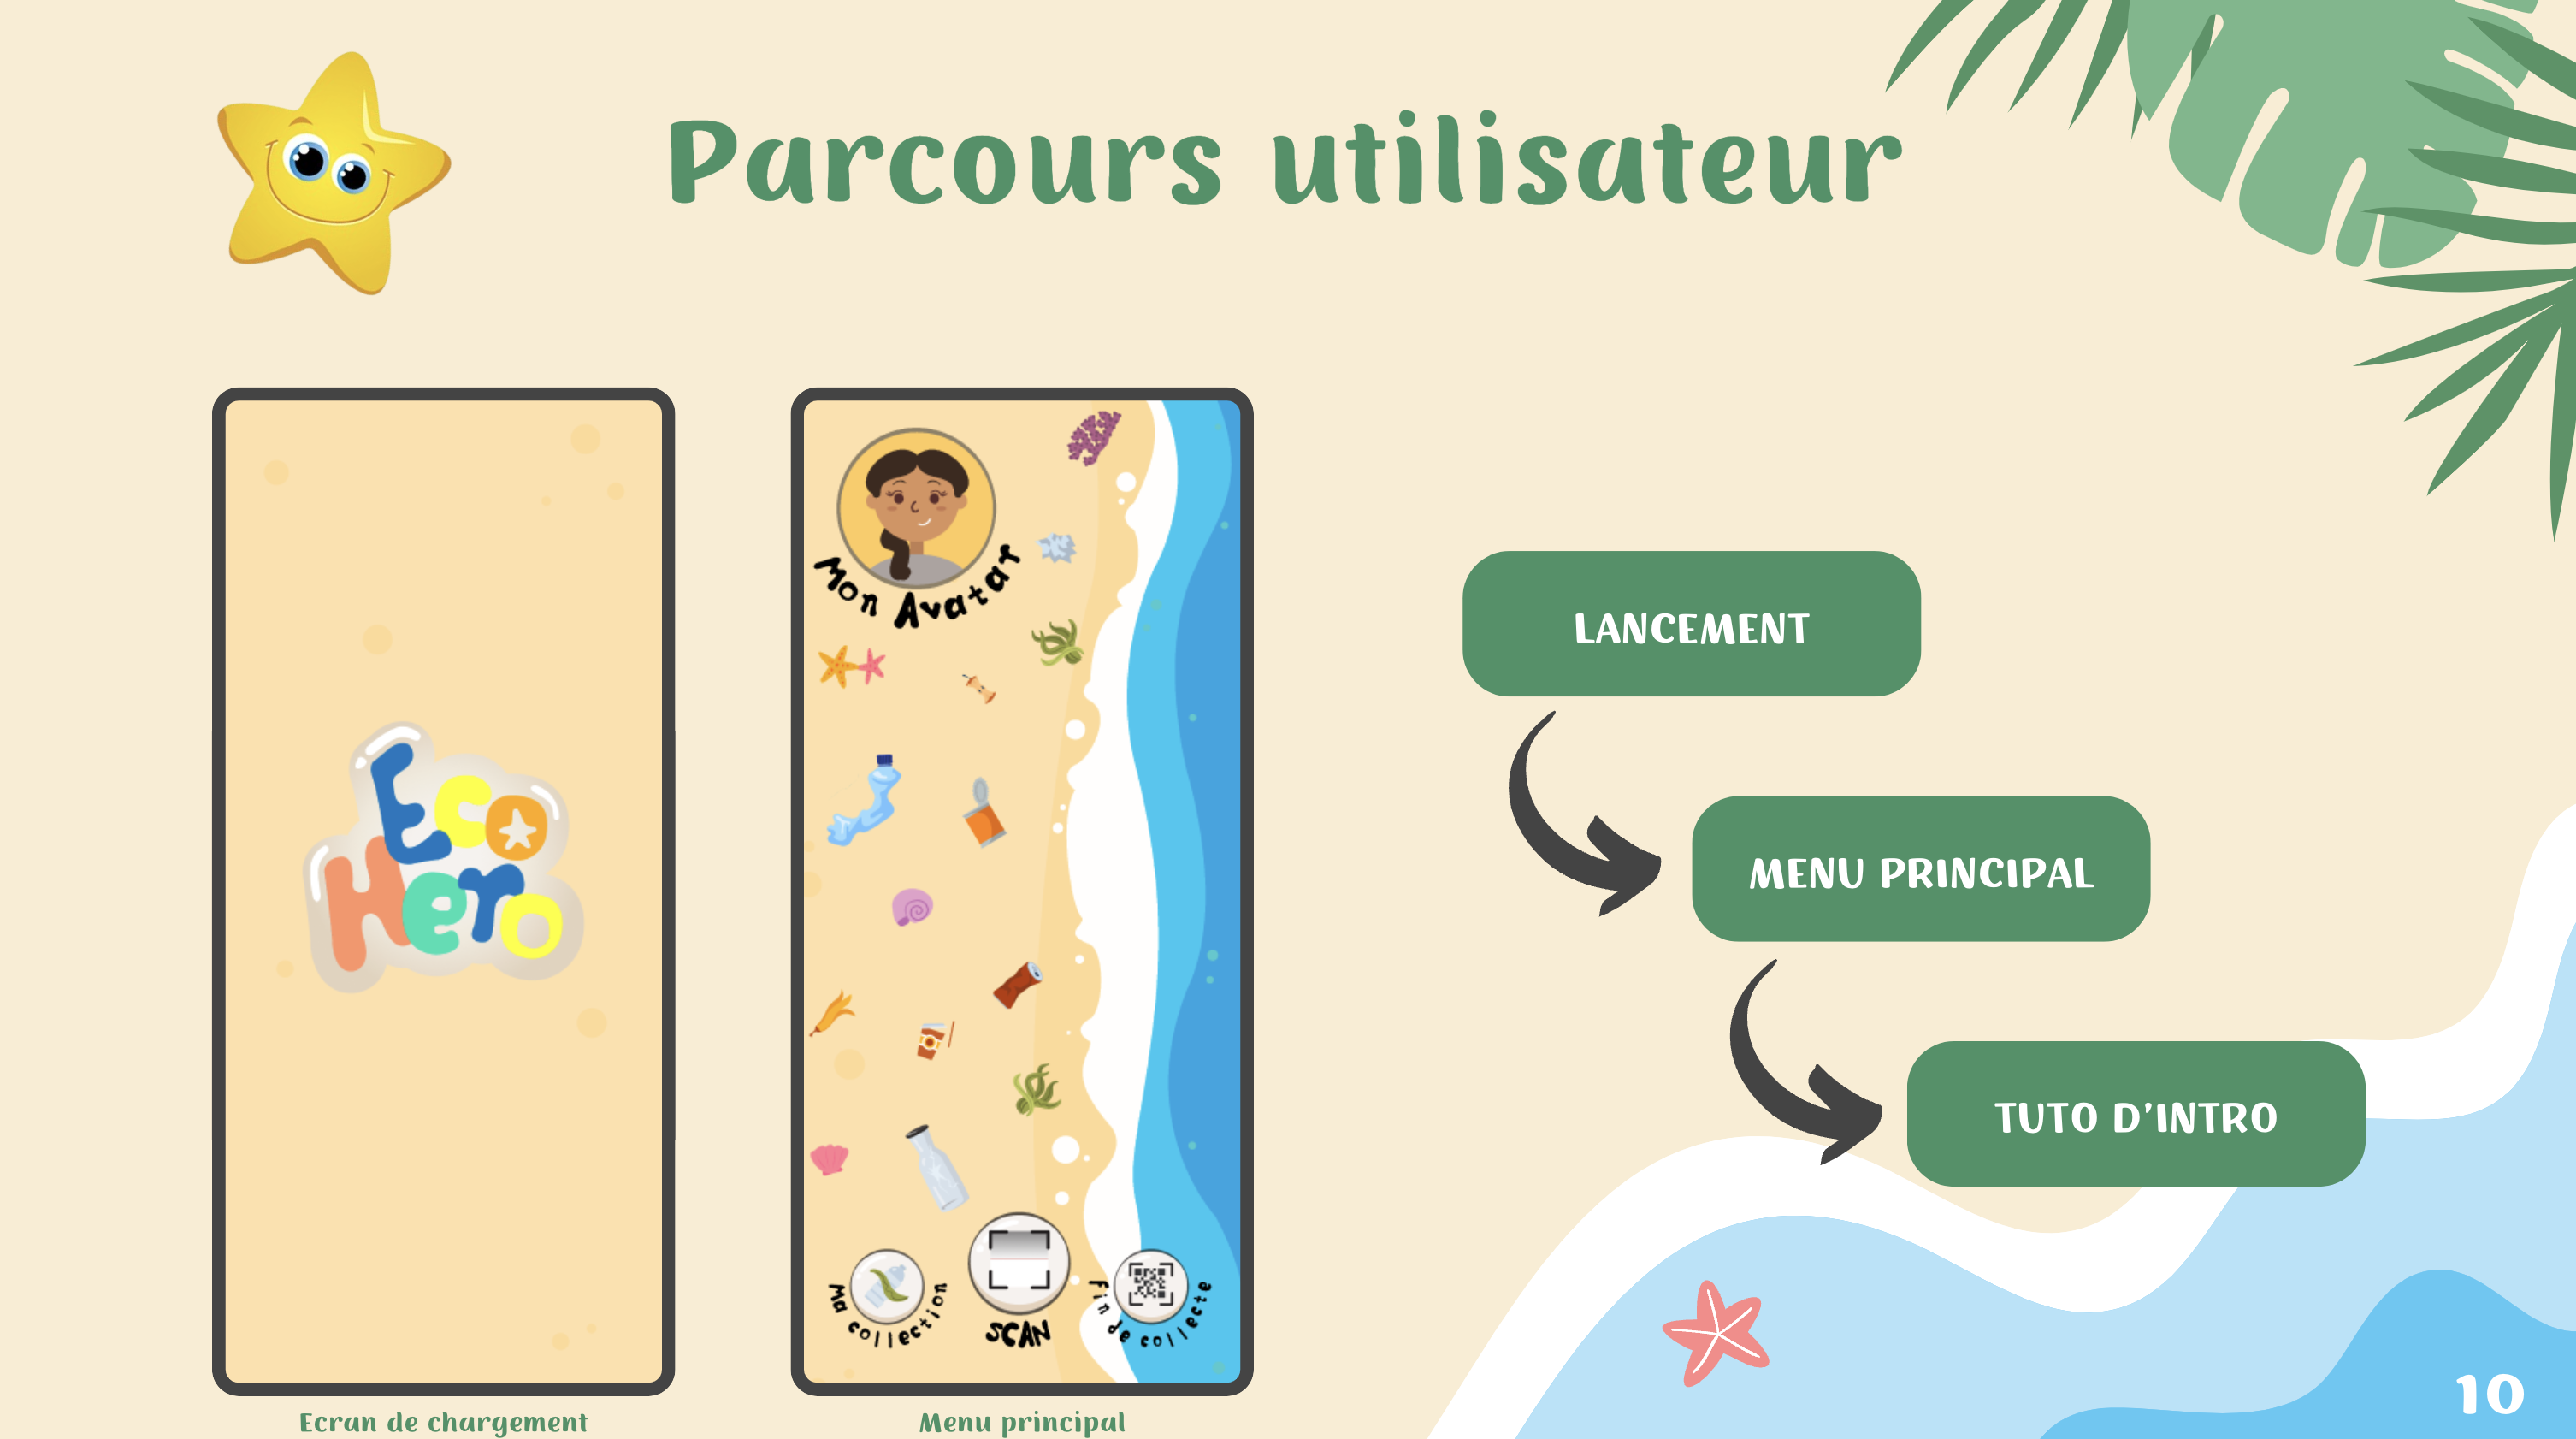 Parcours utilisateur
Eco
Hero
Mon Avatar
Ma collection
SCAN
fin de collecte
Ecran de chargement
Menu principal
LANCEMENT
MENU PRINCIPAL
TUTO D'INTRO
10